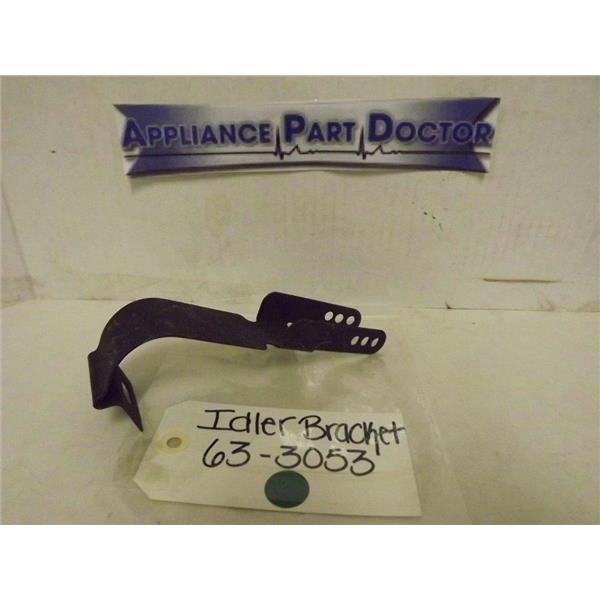 APPLIANCE PART DOCTOR
Idler Bracket
63-3053